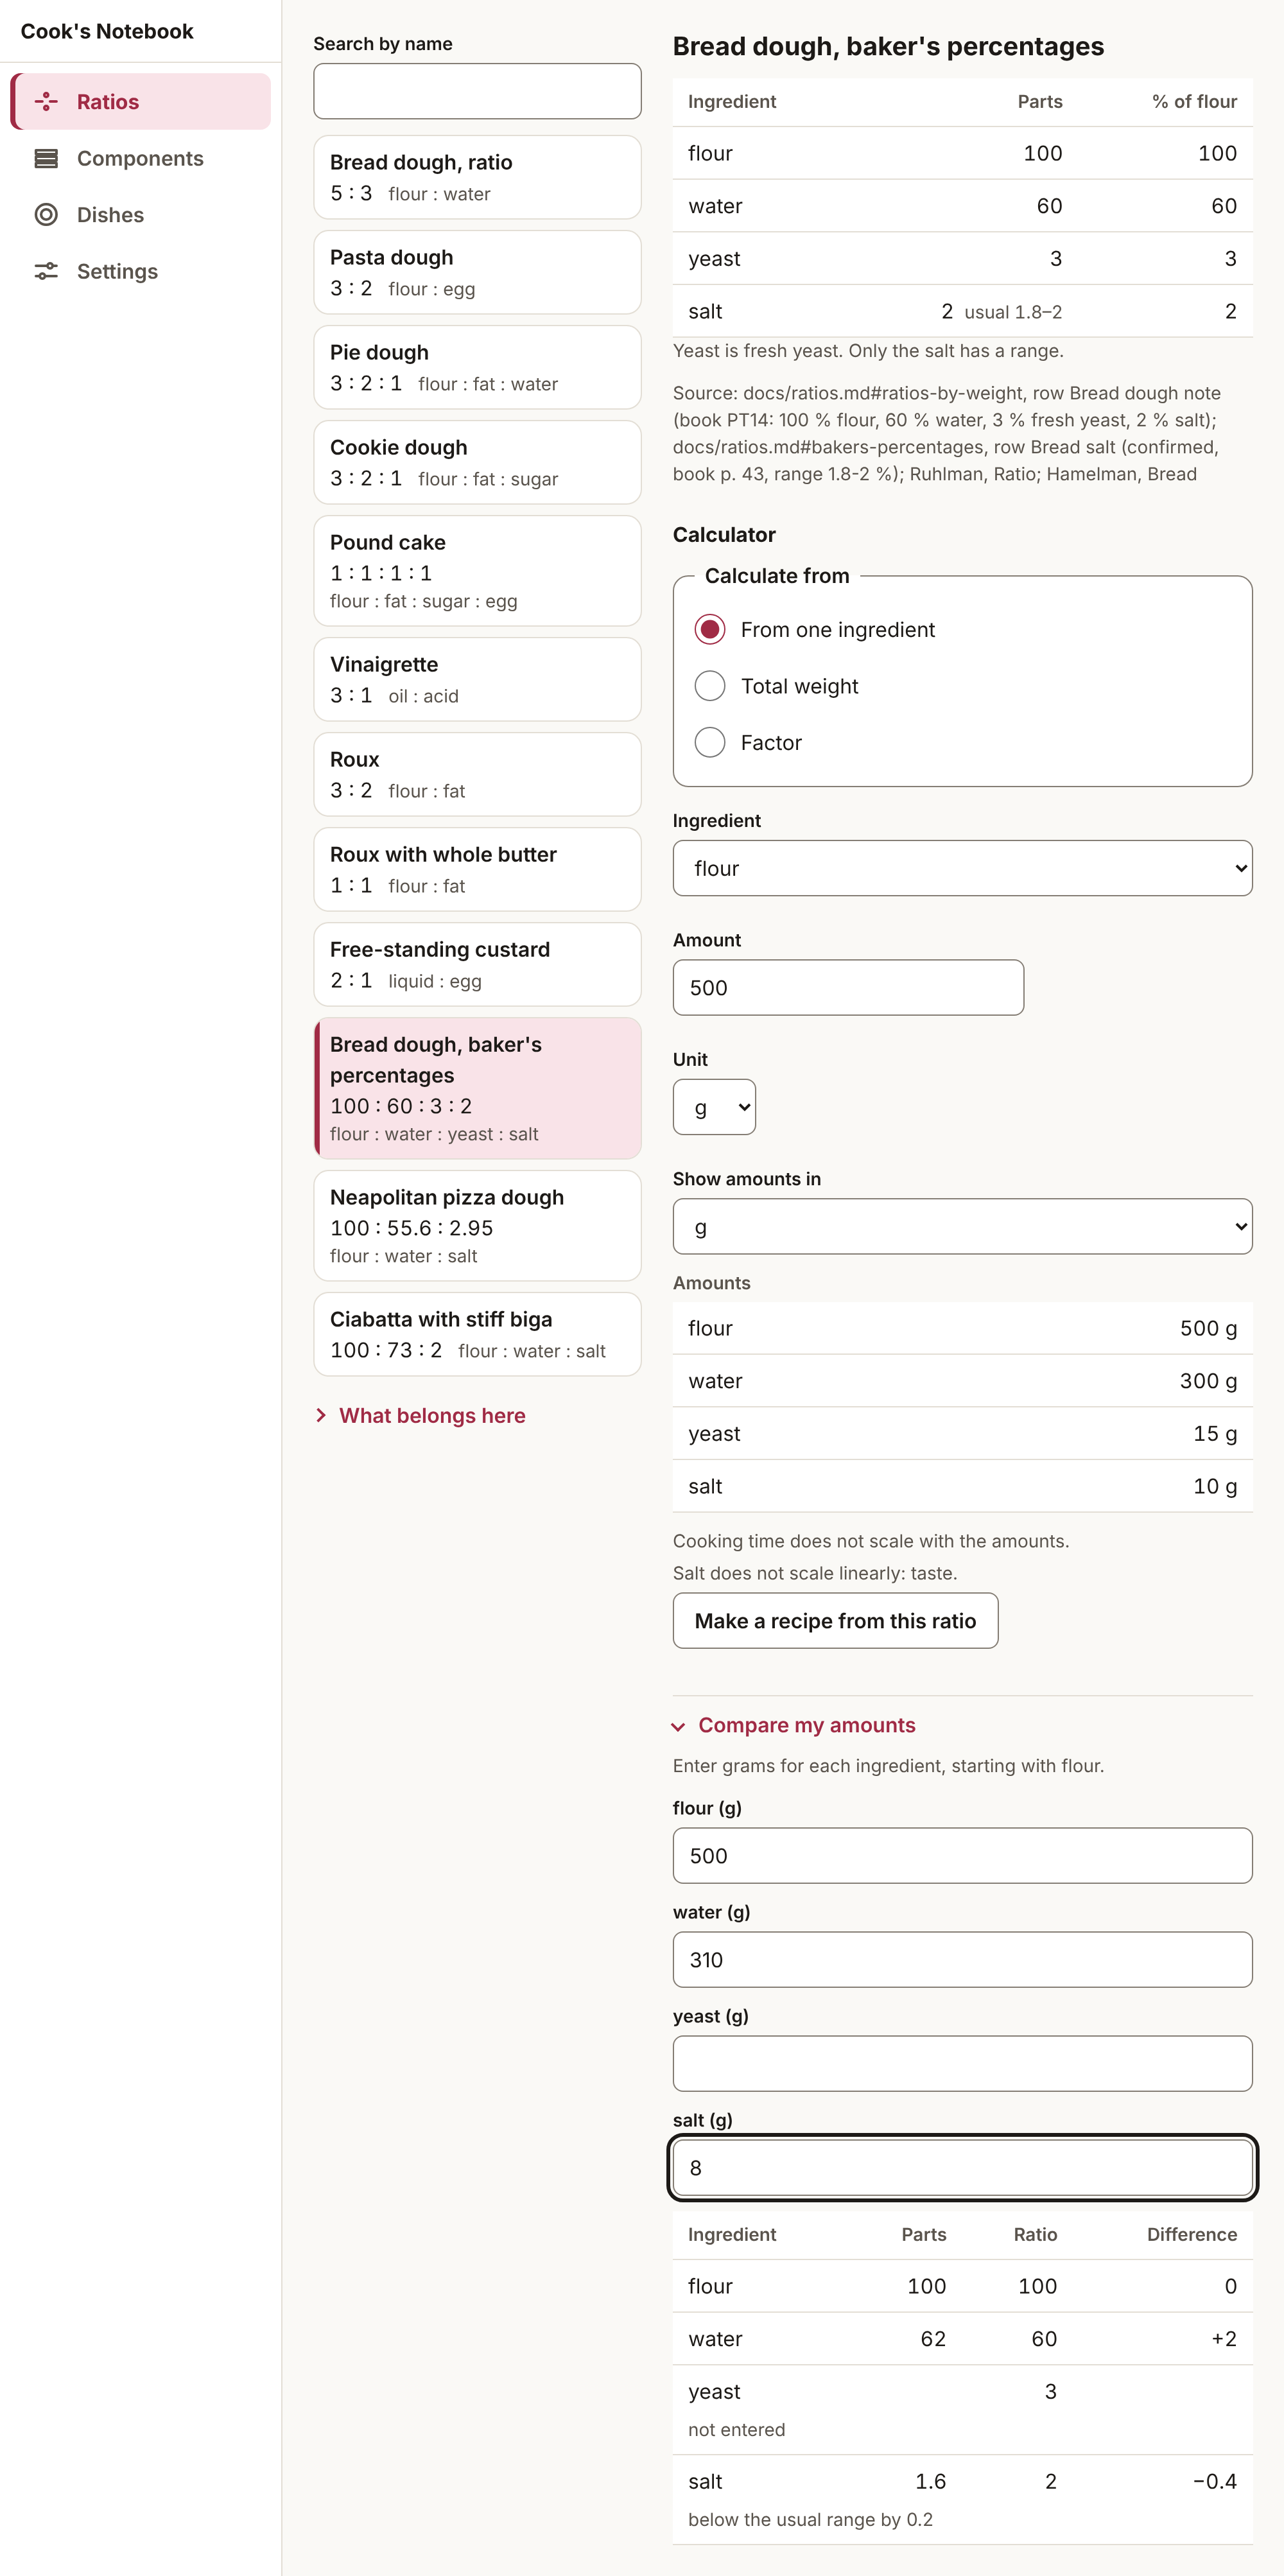 Cook's Notebook
Ratios
Components
Dishes
Settings
Search by name
Bread dough, ratio
5 : 3 flour : water
Pasta dough
3 : 2 flour : egg
Pie dough
3 : 2 : 1 flour : fat : water
Cookie dough
3 : 2 : 1 flour : fat : sugar
Pound cake
1 : 1 : 1 : 1
flour : fat : sugar : egg
Vinaigrette
3 : 1 oil : acid
Roux
3 : 2 flour : fat
Roux with whole butter
1 : 1 flour : fat
Free-standing custard
2 : 1 liquid : egg
Bread dough, baker's
percentages
100 : 60 : 3 : 2
flour : water : yeast : salt
Neapolitan pizza dough
100 : 55.6 : 2.95
flour : water : salt
Ciabatta with stiff biga
100 : 73 : 2 flour : water : salt
What belongs here
Bread dough, baker's percentages
Ingredient Parts % of flour
flour 100 100
water 60 60
yeast 3 3
salt 2 usual 1.8–2 2
Yeast is fresh yeast. Only the salt has a range.
Source: docs/ratios.md#ratios-by-weight, row Bread dough note
(book PT14: 100 % flour, 60 % water, 3 % fresh yeast, 2 % salt);
docs/ratios.md#bakers-percentages, row Bread salt (confirmed,
book p. 43, range 1.8-2 %); Ruhlman, Ratio; Hamelman, Bread
Calculator
Calculate from
From one ingredient
Total weight
Factor
Ingredient
flour
Amount
500
Unit
g
Show amounts in
g
Amounts
flour 500 g
water 300 g
yeast 15 g
salt 10 g
Cooking time does not scale with the amounts.
Salt does not scale linearly: taste.
Make a recipe from this ratio
Compare my amounts
Enter grams for each ingredient, starting with flour.
flour (g)
500
water (g)
310
yeast (g)
salt (g)
8
Ingredient Parts Ratio Difference
flour 100 100 0
water 62 60 +2
yeast 3
not entered
salt 1.6 2 −0.4
below the usual range by 0.2